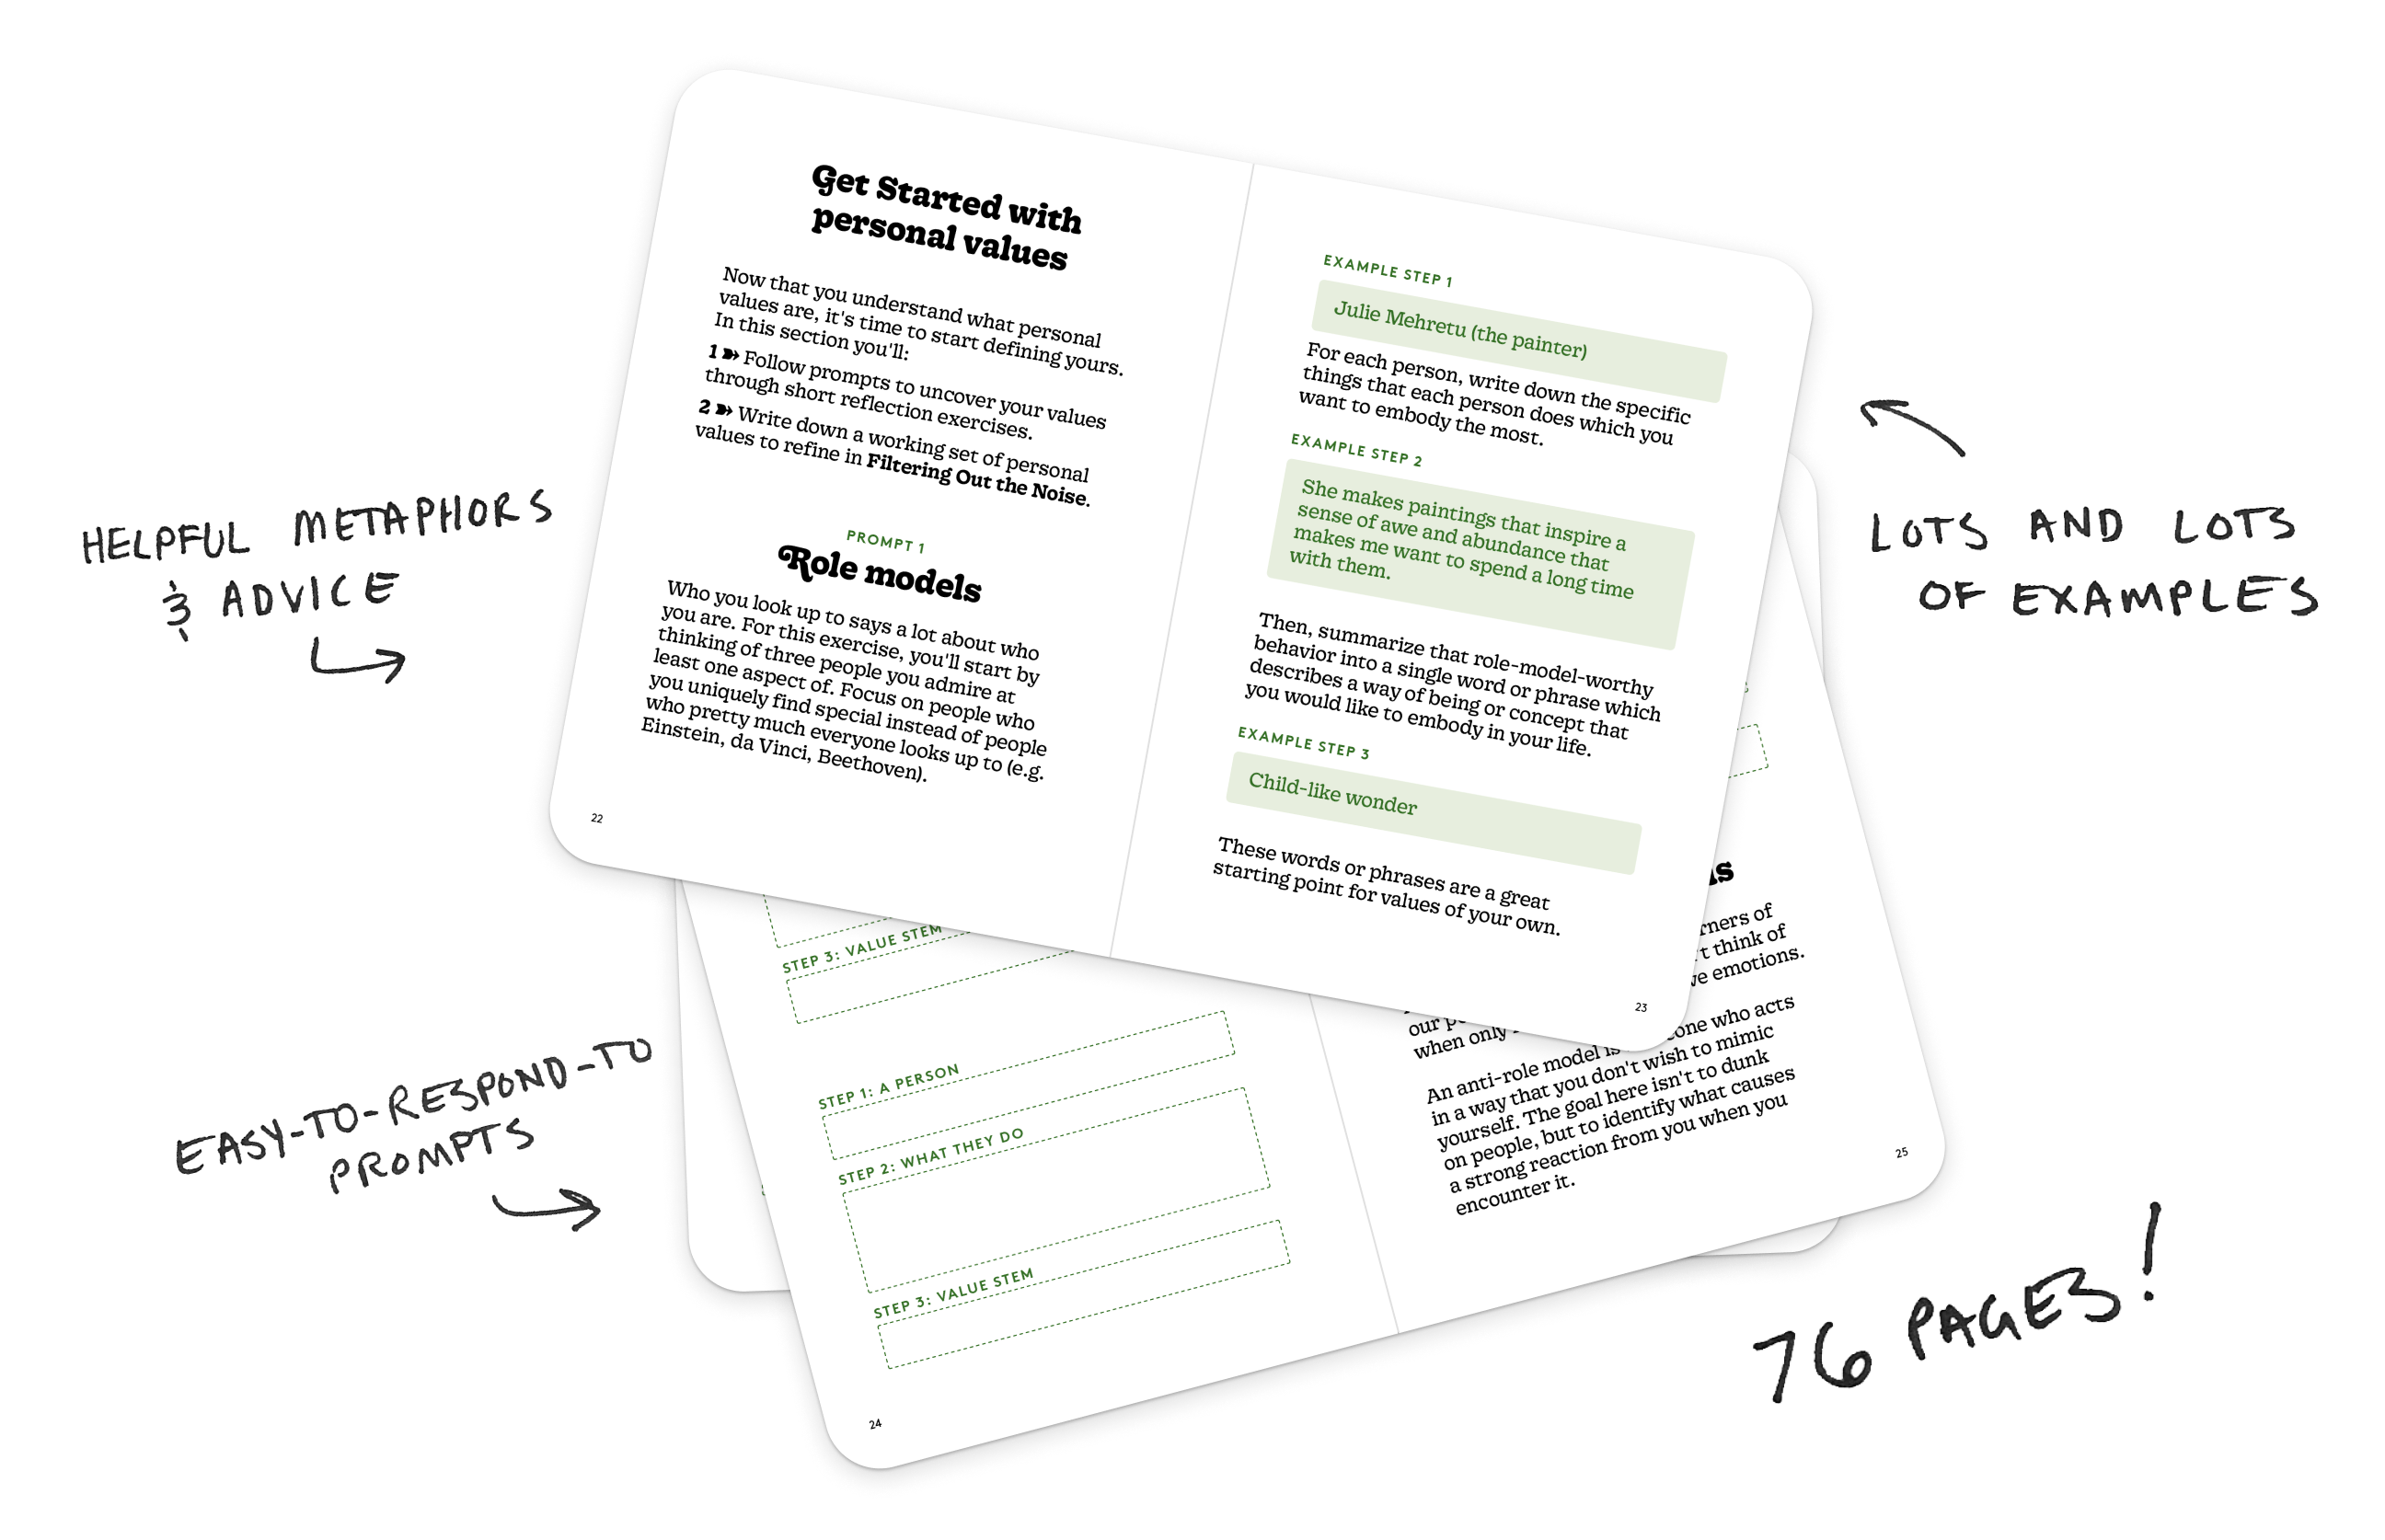 Get Started with
personal values
Now that you understand what personal
values are, it's time to start defining yours.
In this section you'll:
1 ➽ Follow prompts to uncover your values
through short reflection exercises.
2 ➽ Write down a working set of personal
values to refine in Filtering Out the Noise.
PROMPT 1
Role models
Who you look up to says a lot about who
you are. For this exercise, you'll start by
thinking of three people you admire at
least one aspect of. Focus on people who
you uniquely find special instead of people
who pretty much everyone looks up to (e.g.
Einstein, da Vinci, Beethoven).
22
EXAMPLE STEP 1
Julie Mehretu (the painter)
For each person, write down the specific
things that each person does which you
want to embody the most.
EXAMPLE STEP 2
She makes paintings that inspire a
sense of awe and abundance that
makes me want to spend a long time
with them.
Then, summarize that role-model-worthy
behavior into a single word or phrase which
describes a way of being or concept that
you would like to embody in your life.
EXAMPLE STEP 3
Child-like wonder
These words or phrases are a great
starting point for values of your own.
23
HELPFUL METAPHORS
& ADVICE
LOTS AND LOTS
OF EXAMPLES
EASY-TO-RESPOND-TO
PROMPTS
76 PAGES!
STEP 3: VALUE STEM
STEP 1: A PERSON
STEP 2: WHAT THEY DO
STEP 3: VALUE STEM
24
of
think of
emotions.
our
when only
An anti-role model is who acts
in a way that you don't wish to mimic
yourself. The goal here isn't to dunk
on people, but to identify what causes
a strong reaction from you when you
encounter it.
25